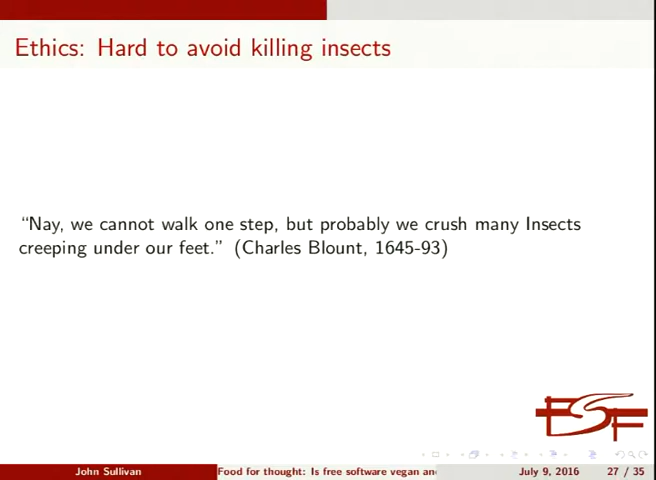 Ethics: Hard to avoid killing insects
“Nay, we cannot walk one step, but probably we crush many Insects
creeping under our feet.” (Charles Blount, 1645-93)
FSF
John Sullivan
Food for thought: Is free software vegan
July 9, 2016
27 / 35